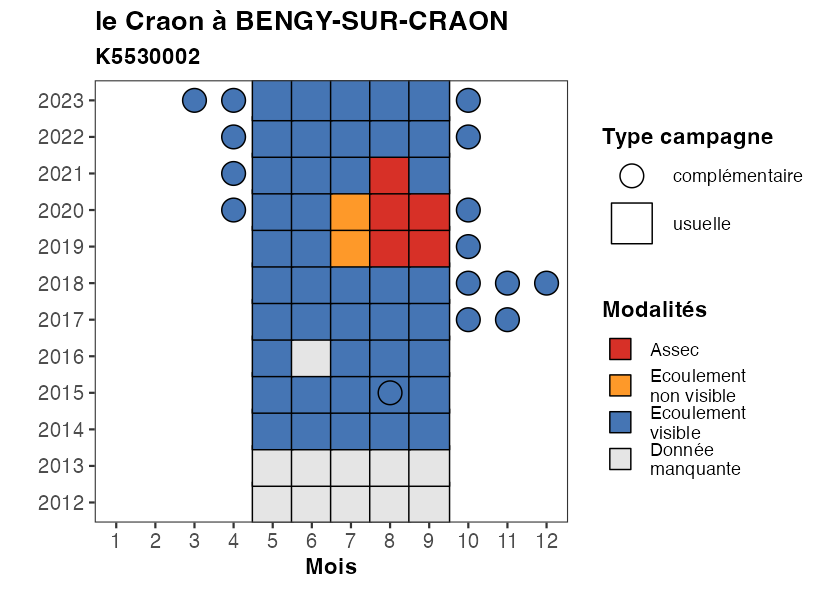 le Craon à BENGY-SUR-CRAON
K5530002
2023
2022
2021
2020
2019
2018
2017
2016
2015
2014
2013
2012
1 2 3 4 5 6 7 8 9 10 11 12
Mois
Type campagne
complémentaire
usuelle
Modalités
Assec
Ecoulement
non visible
Ecoulement
visible
Donnée
manquante